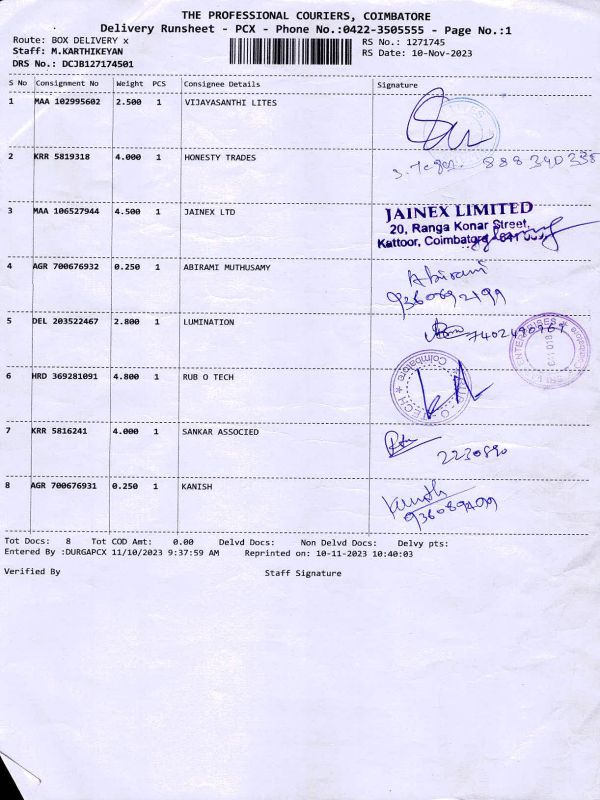 THE PROFESSIONAL COURIERS, COIMBATORE
Delivery Runsheet - PCX - Phone No.:0422-3505555 - Page No.:1
Route: BOX DELIVERY x RS No.: 1271745
Staff: M.KARTHIKEYAN RS Date: 10-Nov-2023
DRS No.: DCJB127174501
S No Consignment No Weight PCS Consignee Details Signature
1 MAA 102995602 2.500 1 VIJAYASANTHI LITES
2 KRR 5819318 4.000 1 HONESTY TRADES
3 MAA 106527944 4.500 1 JAINEX LTD
JAINEX LIMITED
20, Ranga Konar Street,
Kattoor, Coimbatore
4 AGR 700676932 0.250 1 ABIRAMI MUTHUSAMY
Abirami
9360692199
5 DEL 203522467 2.800 1 LUMINATION
ENTERPRISES
6 HRD 369281091 4.800 1 RUB O TECH
Coimbatore
7 KRR 5816241 4.000 1 SANKAR ASSOCIED
2230890
8 AGR 700676931 0.250 1 KANISH
Tot Docs: 8 Tot COD Amt: 0.00 Delvd Docs: Non Delvd Docs: Delvy pts:
Entered By :DURGAPCX 11/10/2023 9:37:59 AM Reprinted on: 10-11-2023 10:40:03
Verified By Staff Signature